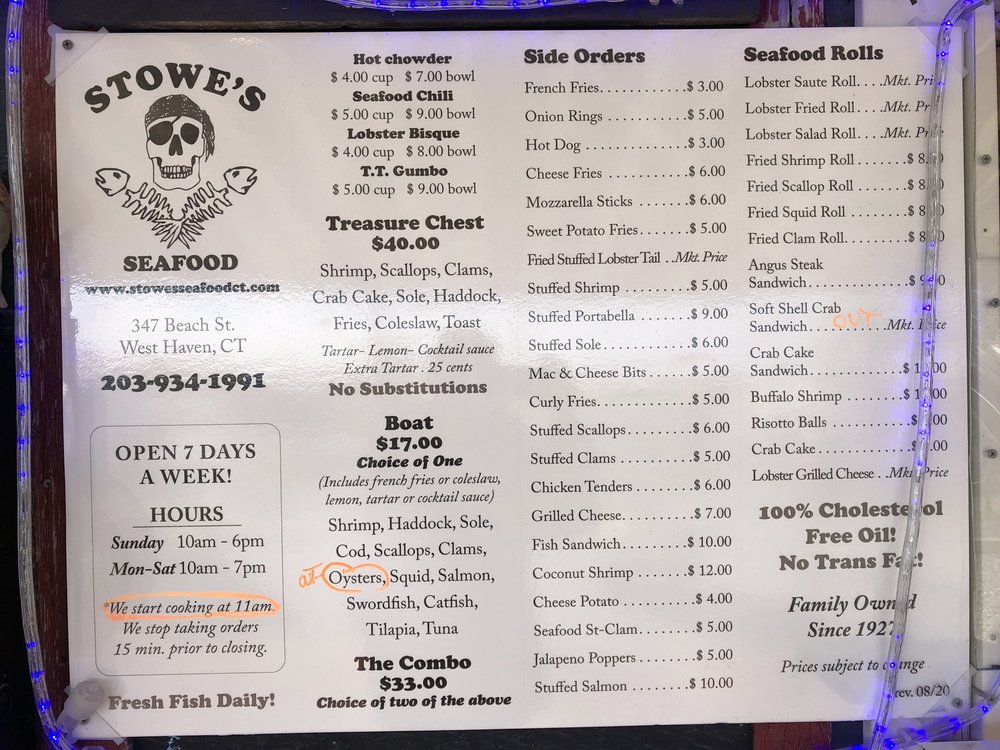 STOWE'S
SEAFOOD
www.stowesseafoodct.com
347 Beach St.
West Haven, CT
203-934-1991
OPEN 7 DAYS
A WEEK!
HOURS
Sunday 10am - 6pm
Mon-Sat 10am - 7pm
*We start cooking at 11am.
We stop taking orders
15 min. prior to closing.
Fresh Fish Daily!
Hot chowder
$ 4.00 cup $ 7.00 bowl
Seafood Chili
$ 5.00 cup $ 9.00 bowl
Lobster Bisque
$ 4.00 cup $ 8.00 bowl
T.T. Gumbo
$ 5.00 cup $ 9.00 bowl
Treasure Chest
$40.00
Shrimp, Scallops, Clams,
Crab Cake, Sole, Haddock,
Fries, Coleslaw, Toast
Tartar- Lemon- Cocktail sauce
Extra Tartar . 25 cents
No Substitutions
Boat
$17.00
Choice of One
(Includes french fries or coleslaw,
lemon, tartar or cocktail sauce)
Shrimp, Haddock, Sole,
Cod, Scallops, Clams,
Oysters, Squid, Salmon,
Swordfish, Catfish,
Tilapia, Tuna
The Combo
$33.00
Choice of two of the above
Side Orders
French Fries. . . . . . . . . . . .$ 3.00
Onion Rings . . . . . . . . . . .$ 5.00
Hot Dog . . . . . . . . . . . . . .$ 3.00
Cheese Fries . . . . . . . . . . .$ 6.00
Mozzarella Sticks . . . . . . .$ 6.00
Sweet Potato Fries. . . . . . .$ 5.00
Fried Stuffed Lobster Tail . .Mkt. Price
Stuffed Shrimp . . . . . . . . .$ 5.00
Stuffed Portabella . . . . . . .$ 9.00
Stuffed Sole . . . . . . . . . . . .$ 6.00
Mac & Cheese Bits . . . . . .$ 5.00
Curly Fries. . . . . . . . . . . . .$ 5.00
Stuffed Scallops. . . . . . . . .$ 6.00
Stuffed Clams . . . . . . . . . .$ 5.00
Chicken Tenders . . . . . . . .$ 6.00
Grilled Cheese. . . . . . . . . .$ 7.00
Fish Sandwich. . . . . . . . . .$ 10.00
Coconut Shrimp . . . . . . . .$ 12.00
Cheese Potato . . . . . . . . . .$ 4.00
Seafood St-Clam. . . . . . . .$ 5.00
Jalapeno Poppers . . . . . . . .$ 5.00
Stuffed Salmon . . . . . . . . .$ 10.00
Seafood Rolls
Lobster Saute Roll. . . .Mkt.
Lobster Fried Roll. . . .Mkt.
Lobster Salad Roll. . . .Mkt.
Fried Shrimp Roll . . . . . .$
Fried Scallop Roll . . . . . .$
Fried Squid Roll . . . . . . .$
Fried Clam Roll. . . . . . . .$
Angus Steak
Sandwich. . . . . . . . . . . . .$
Soft Shell Crab
Sandwich. . . . OUT . . . .Mkt. Price
Crab Cake
Sandwich. . . . . . . . . . . . .$
Buffalo Shrimp . . . . . . . .$
Risotto Balls . . . . . . . . . .$
Crab Cake. . . . . . . . . . . .$
Lobster Grilled Cheese . .Mkt. Price
100% Cholesterol
Free Oil!
No Trans Fat!
Family Owned
Since 1927
Prices subject to change
rev. 08/20